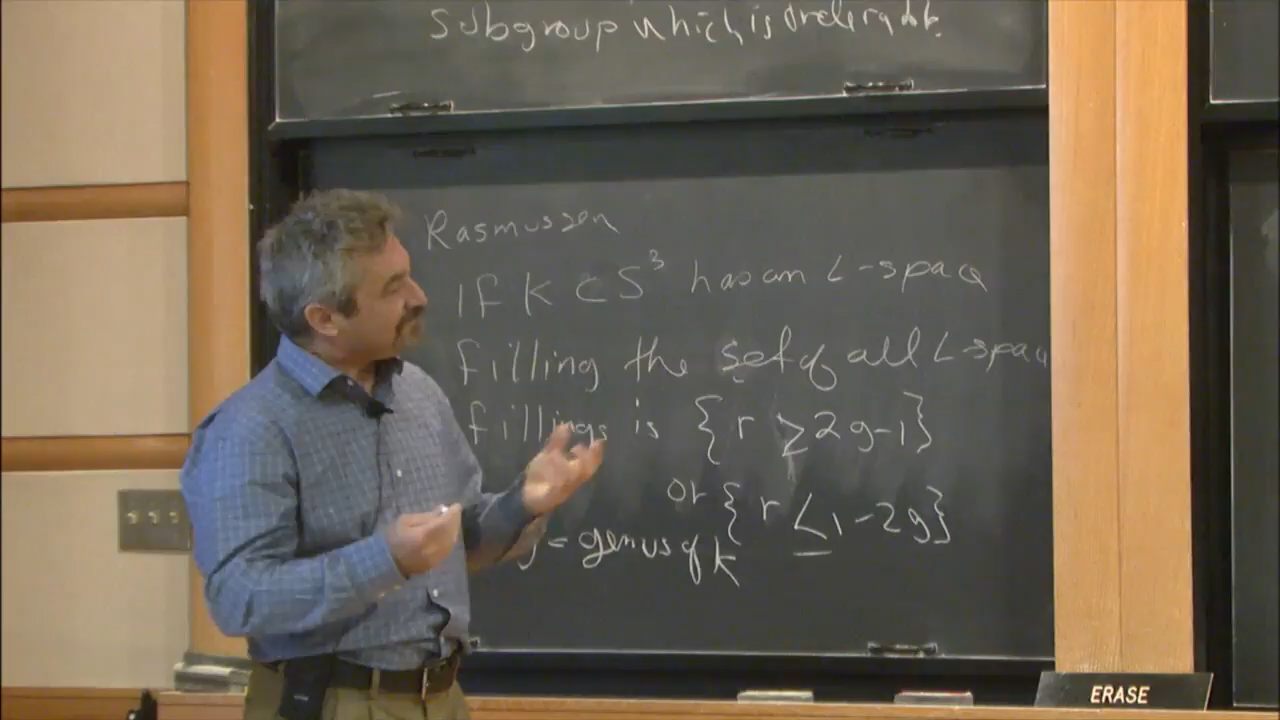 subgroup which is orderable.
Rasmussen
If K ⊂ S³ has an L-space
filling the set of all L-space
fillings is {r ≥ 2g-1}
or {r ≤ 1-2g}
g = genus of K
ERASE